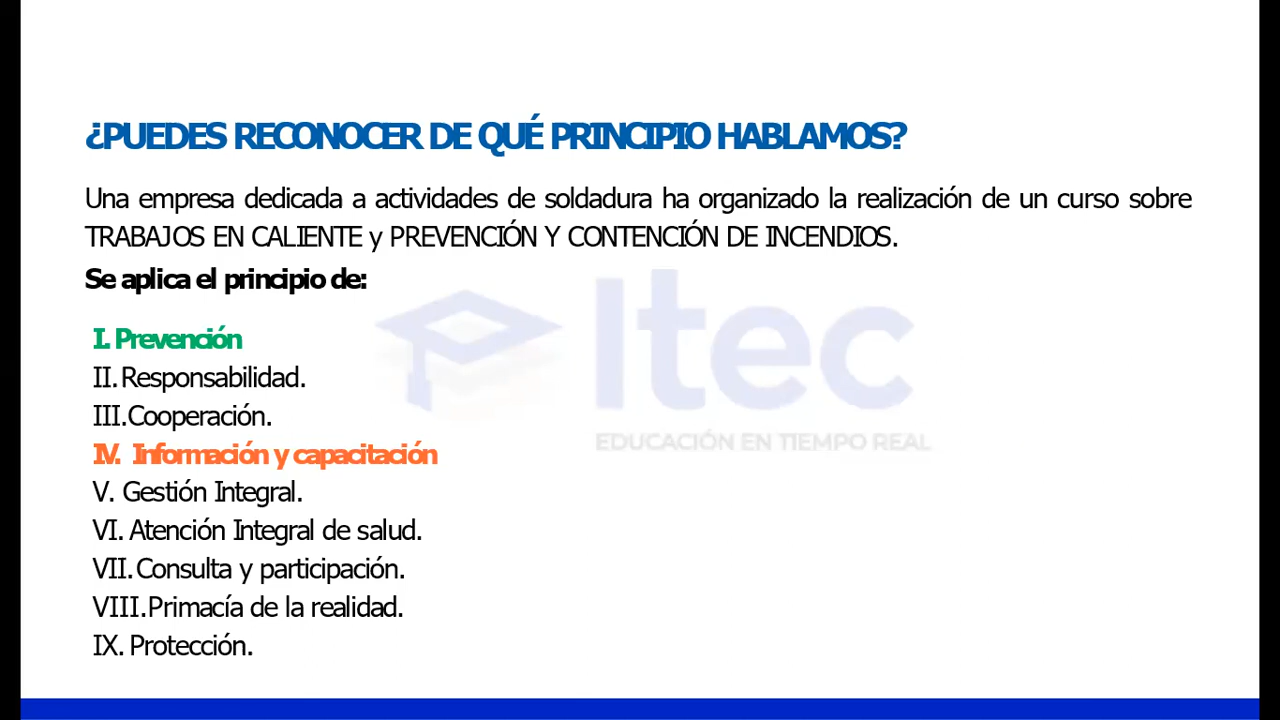 ¿PUEDES RECONOCER DE QUÉ PRINCIPIO HABLAMOS?
Una empresa dedicada a actividades de soldadura ha organizado la realización de un curso sobre
TRABAJOS EN CALIENTE y PREVENCIÓN Y CONTENCIÓN DE INCENDIOS.
Se aplica el principio de:
I. Prevención
II. Responsabilidad.
III.Cooperación.
IV. Información y capacitación
V. Gestión Integral.
VI. Atención Integral de salud.
VII. Consulta y participación.
VIII.Primacía de la realidad.
IX. Protección.
Itec
EDUCACIÓN EN TIEMPO REAL